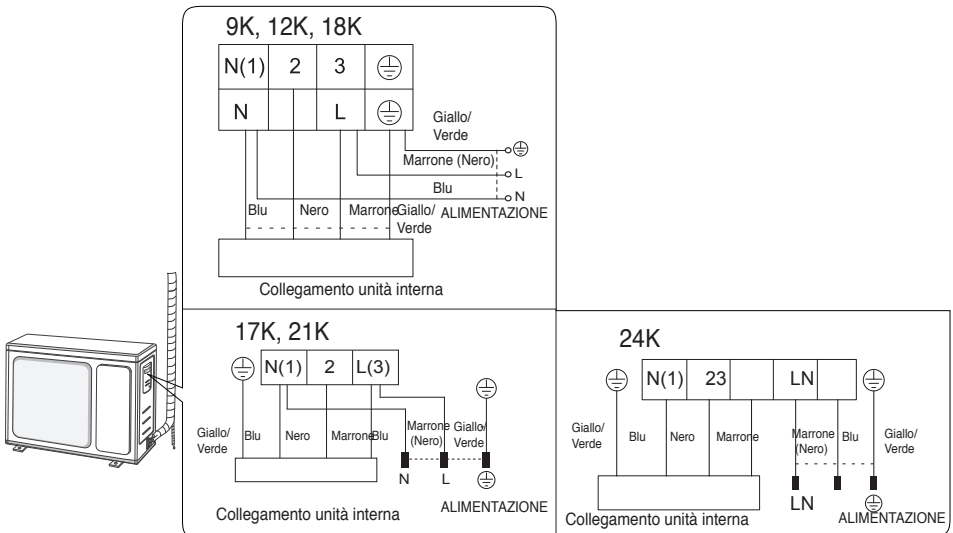 9K, 12K, 18K
N(1) 2 3
N L
Giallo/
Verde
Marrone (Nero)
L
Blu
N
Blu Nero Marrone Giallo/
Verde
ALIMENTAZIONE
Collegamento unità interna
17K, 21K
N(1) 2 L(3)
Giallo/
Verde
Blu Nero Marrone Blu
Marrone
(Nero)
Giallo/
Verde
N L
ALIMENTAZIONE
Collegamento unità interna
24K
N(1) 23 LN
Giallo/
Verde
Blu Nero Marrone
Marrone
(Nero)
Blu
Giallo/
Verde
LN
ALIMENTAZIONE
Collegamento unità interna